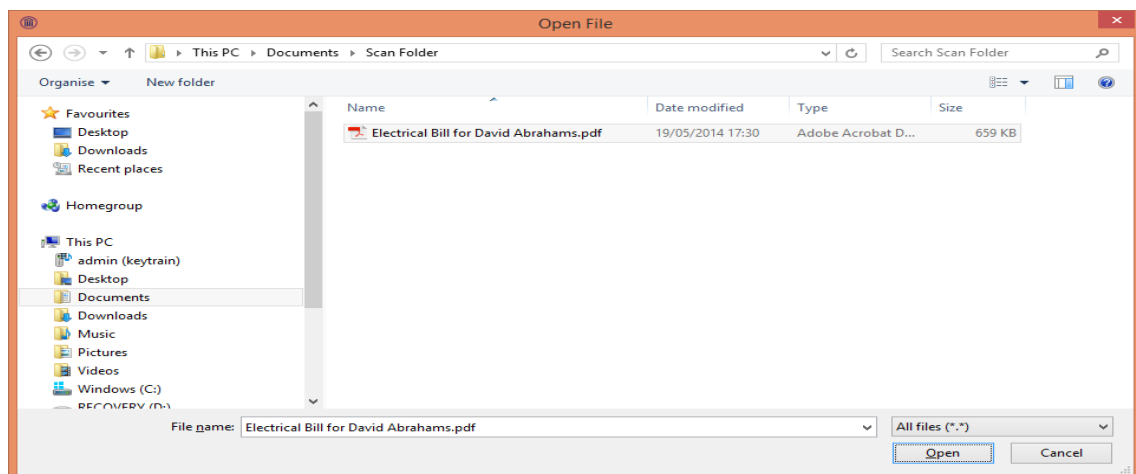 Open File
This PC Documents Scan Folder Search Scan Folder
Organise New folder
Name Date modified Type Size
Electrical Bill for David Abrahams.pdf 19/05/2014 17:30 Adobe Acrobat D... 659 KB
Favourites
Desktop
Downloads
Recent places
Homegroup
This PC
admin (keytrain)
Desktop
Documents
Downloads
Music
Pictures
Videos
Windows (C:)
RECOVERY (D:)
File name: Electrical Bill for David Abrahams.pdf All files (*.*)
Open Cancel